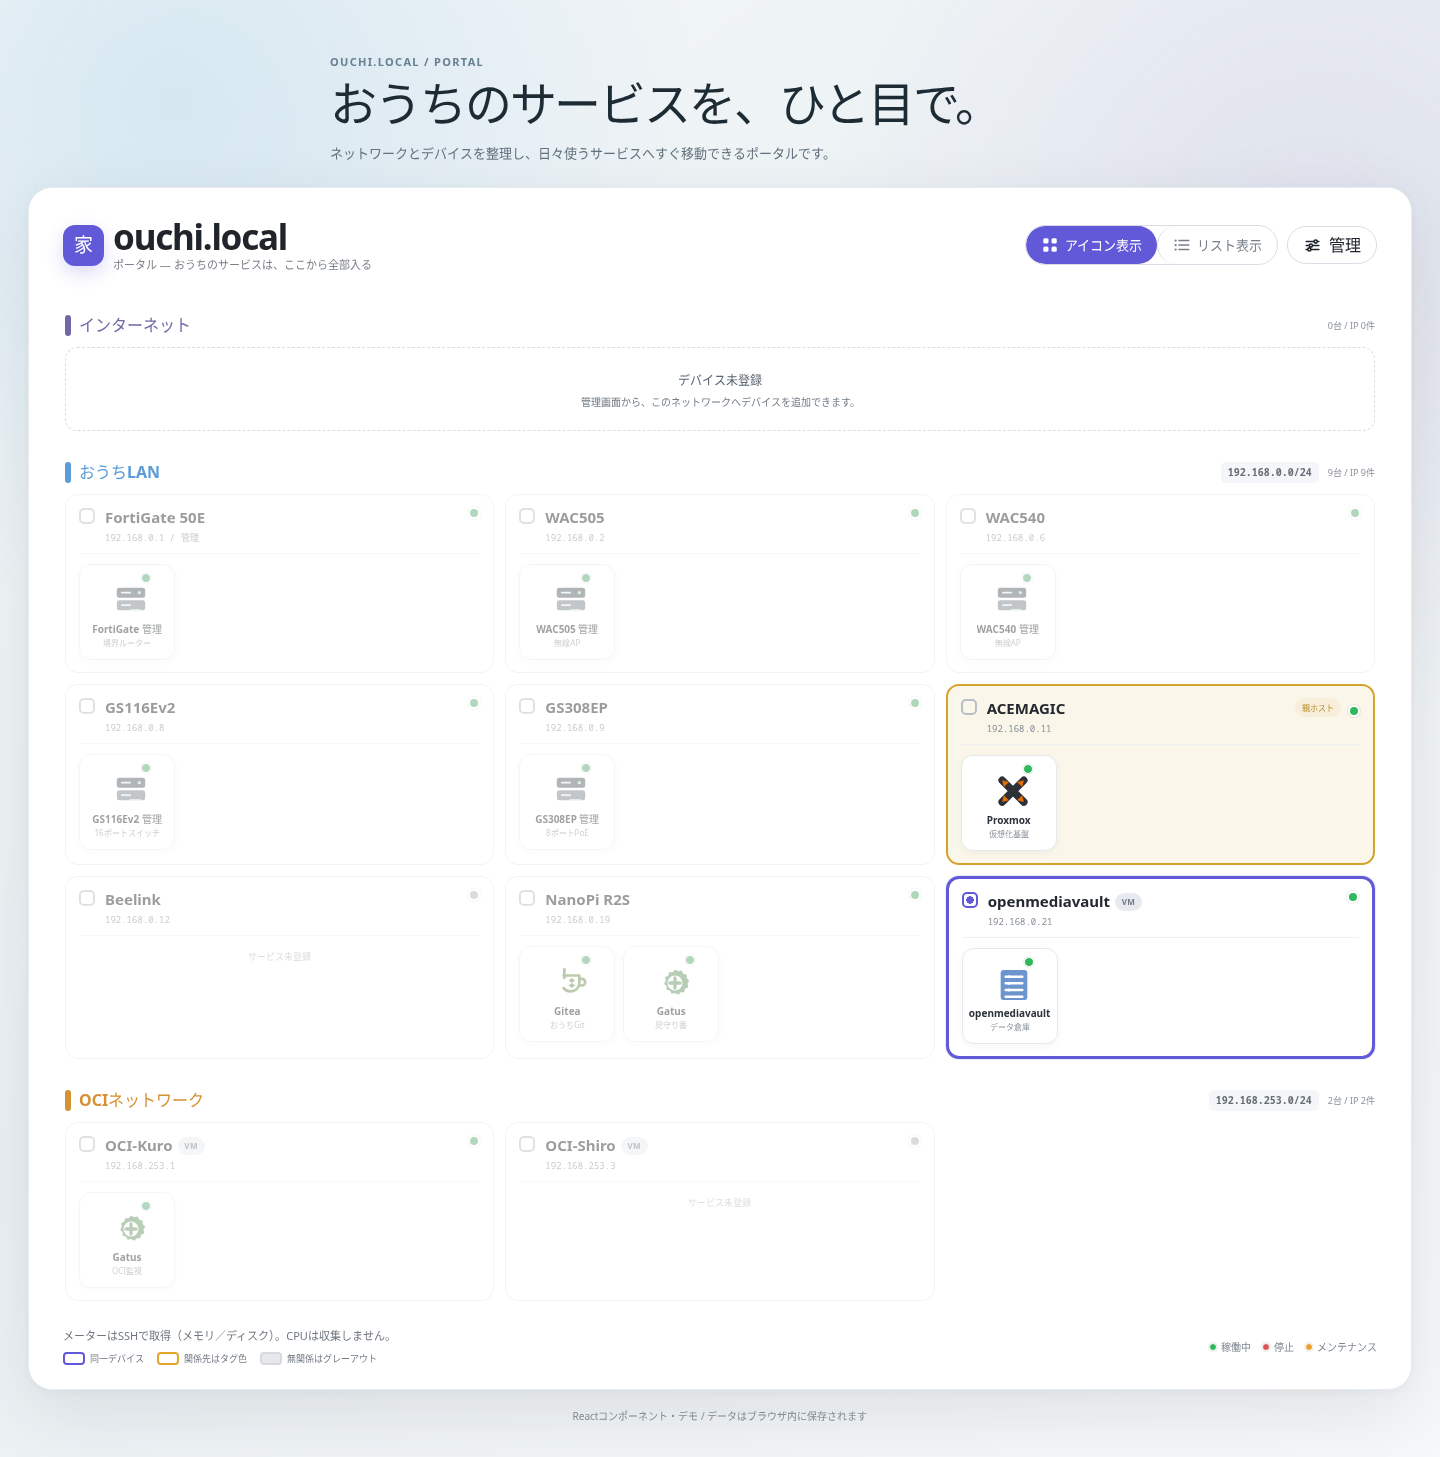 OUCHI.LOCAL / PORTAL
おうちのサービスを、ひと目で。
ネットワークとデバイスを整理し、日々使うサービスへすぐ移動できるポータルです。
家
ouchi.local
ポータル — おうちのサービスは、ここから全部入る
アイコン表示
リスト表示
管理
インターネット
0台 / IP 0件
デバイス未登録
管理画面から、このネットワークへデバイスを追加できます。
おうちLAN
192.168.0.0/24
9台 / IP 9件
FortiGate 50E
192.168.0.1 / 管理
FortiGate 管理
境界ルーター
WAC505
192.168.0.2
WAC505 管理
無線AP
WAC540
192.168.0.6
WAC540 管理
無線AP
GS116Ev2
192.168.0.8
GS116Ev2 管理
16ポートスイッチ
GS308EP
192.168.0.9
GS308EP 管理
8ポートPoE
ACEMAGIC
親ホスト
192.168.0.11
Proxmox
仮想化基盤
Beelink
192.168.0.12
サービス未登録
NanoPi R2S
192.168.0.19
Gitea
おうちGit
Gatus
見守り番
openmediavault VM
192.168.0.21
openmediavault
データ倉庫
OCIネットワーク
192.168.253.0/24
2台 / IP 2件
OCI-Kuro VM
192.168.253.1
Gatus
OCI監視
OCI-Shiro VM
192.168.253.3
サービス未登録
メーターはSSHで取得（メモリ／ディスク）。CPUは収集しません。
同一デバイス
関係先はタグ色
無関係はグレーアウト
稼働中
停止
メンテナンス
Reactコンポーネント・デモ / データはブラウザ内に保存されます